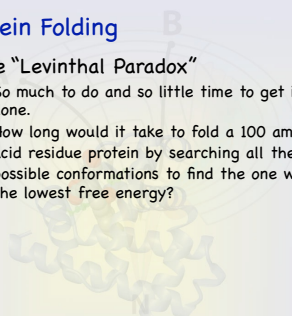 ein Folding
e “Levinthal Paradox”
So much to do and so little time to get i
one.
How long would it take to fold a 100 am
cid residue protein by searching all the
possible conformations to find the one w
he lowest free energy?
B
N